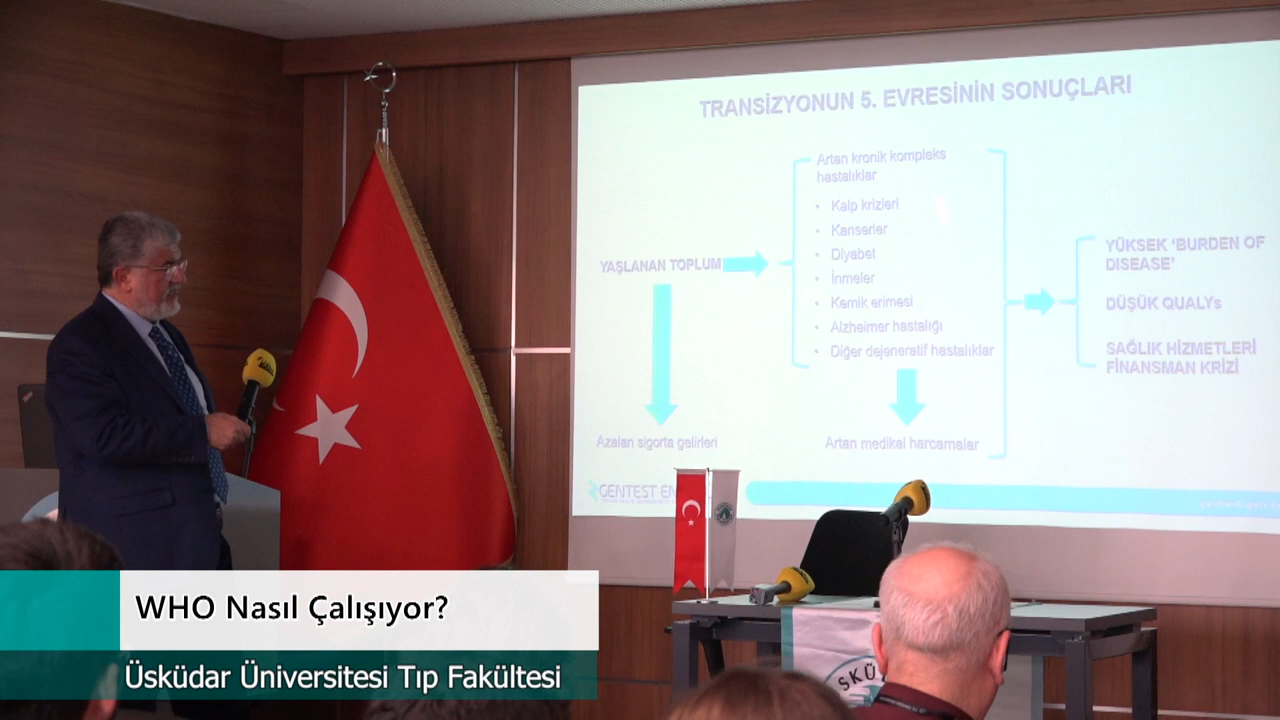 TRANSİZYONUN 5. EVRESİNİN SONUÇLARI
Artan kronik kompleks
hastalıklar
• Kalp krizleri
• Kanserler
• Diyabet
• İnmeler
• Kemik erimesi
• Alzheimer hastalığı
• Diğer dejeneratif hastalıklar
YAŞLANAN TOPLUM
YÜKSEK ‘BURDEN OF
DISEASE’
DÜŞÜK QUALYs
SAĞLIK HİZMETLERİ
FİNANSMAN KRİZİ
Azalan sigorta gelirleri
Artan medikal harcamalar
GENTEST
WHO Nasıl Çalışıyor?
Üsküdar Üniversitesi Tıp Fakültesi